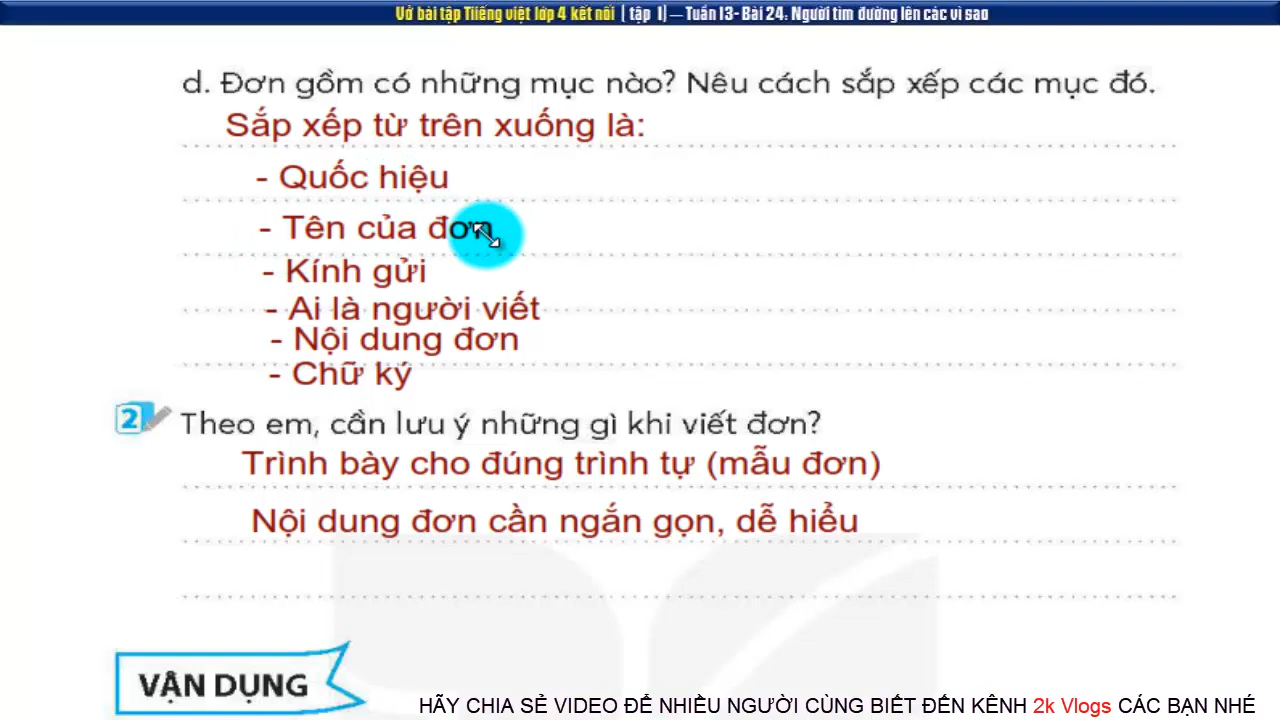 Vở bài tập Tiiếng việt lớp 4 kết nối ( tập 1) – Tuần 13- Bài 24: Người tìm đường lên các vì sao
d. Đơn gồm có những mục nào? Nêu cách sắp xếp các mục đó.
Sắp xếp từ trên xuống là:
- Quốc hiệu
- Tên của đơn
- Kính gửi
- Ai là người viết
- Nội dung đơn
- Chữ ký
2 Theo em, cần lưu ý những gì khi viết đơn?
Trình bày cho đúng trình tự (mẫu đơn)
Nội dung đơn cần ngắn gọn, dễ hiểu
VẬN DỤNG
HÃY CHIA SẺ VIDEO ĐỂ NHIỀU NGƯỜI CÙNG BIẾT ĐẾN KÊNH 2k Vlogs CÁC BẠN NHÉ